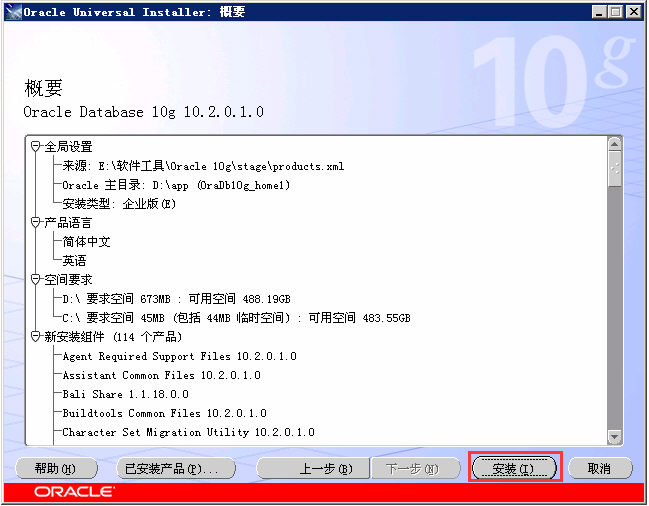 Oracle Universal Installer: 概要
10g
概要
Oracle Database 10g 10.2.0.1.0
全局设置
来源: E:\软件工具\Oracle 10g\stage\products.xml
Oracle 主目录: D:\app (OraDb10g_home1)
安装类型: 企业版(E)
产品语言
简体中文
英语
空间要求
D:\ 要求空间 673MB : 可用空间 488.19GB
C:\ 要求空间 45MB (包括 44MB 临时空间) : 可用空间 483.55GB
新安装组件 (114 个产品)
Agent Required Support Files 10.2.0.1.0
Assistant Common Files 10.2.0.1.0
Bali Share 1.1.18.0.0
Buildtools Common Files 10.2.0.1.0
Character Set Migration Utility 10.2.0.1.0
帮助(H) 已安装产品(P)... 上一步(B) 下一步(N) 安装(I) 取消
ORACLE